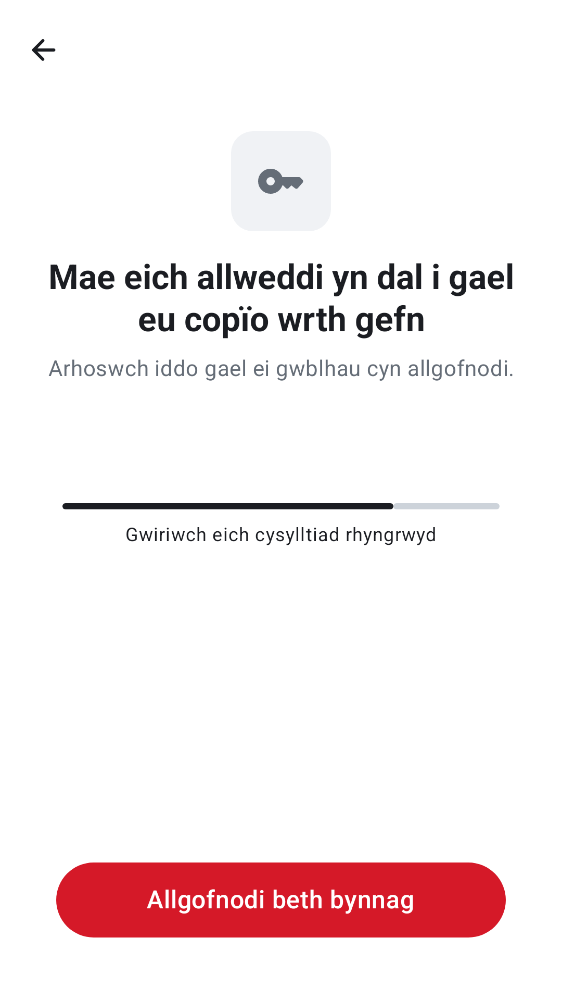 Mae eich allweddi yn dal i gael
eu copïo wrth gefn
Arhoswch iddo gael ei gwblhau cyn allgofnodi.
Gwiriwch eich cysylltiad rhyngrwyd
Allgofnodi beth bynnag